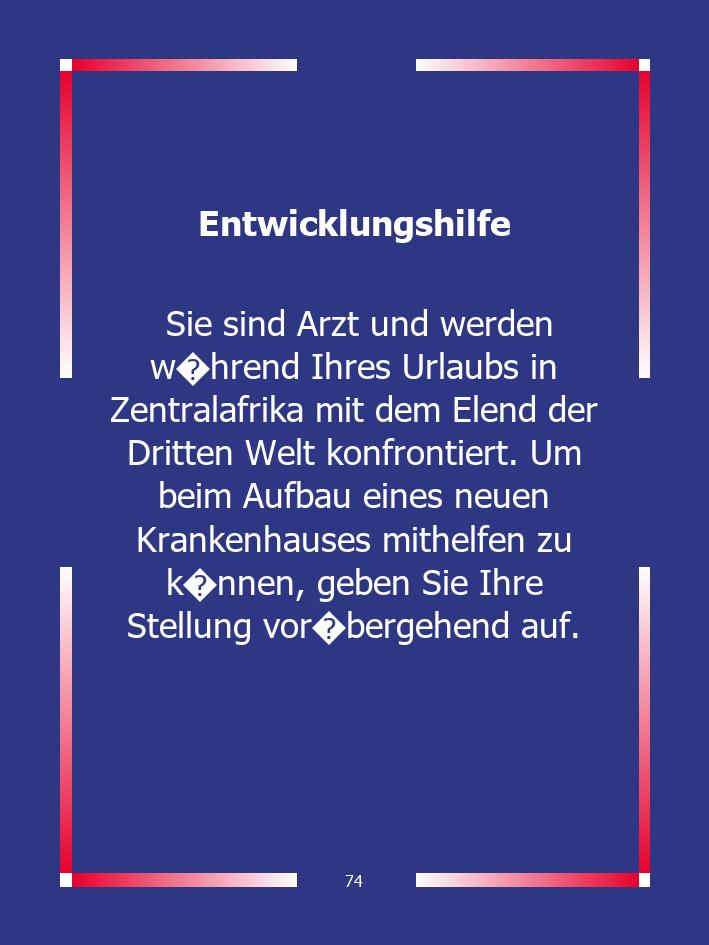 Entwicklungshilfe
Sie sind Arzt und werden
w�hrend Ihres Urlaubs in
Zentralafrika mit dem Elend der
Dritten Welt konfrontiert. Um
beim Aufbau eines neuen
Krankenhauses mithelfen zu
k�nnen, geben Sie Ihre
Stellung vor�bergehend auf.
74